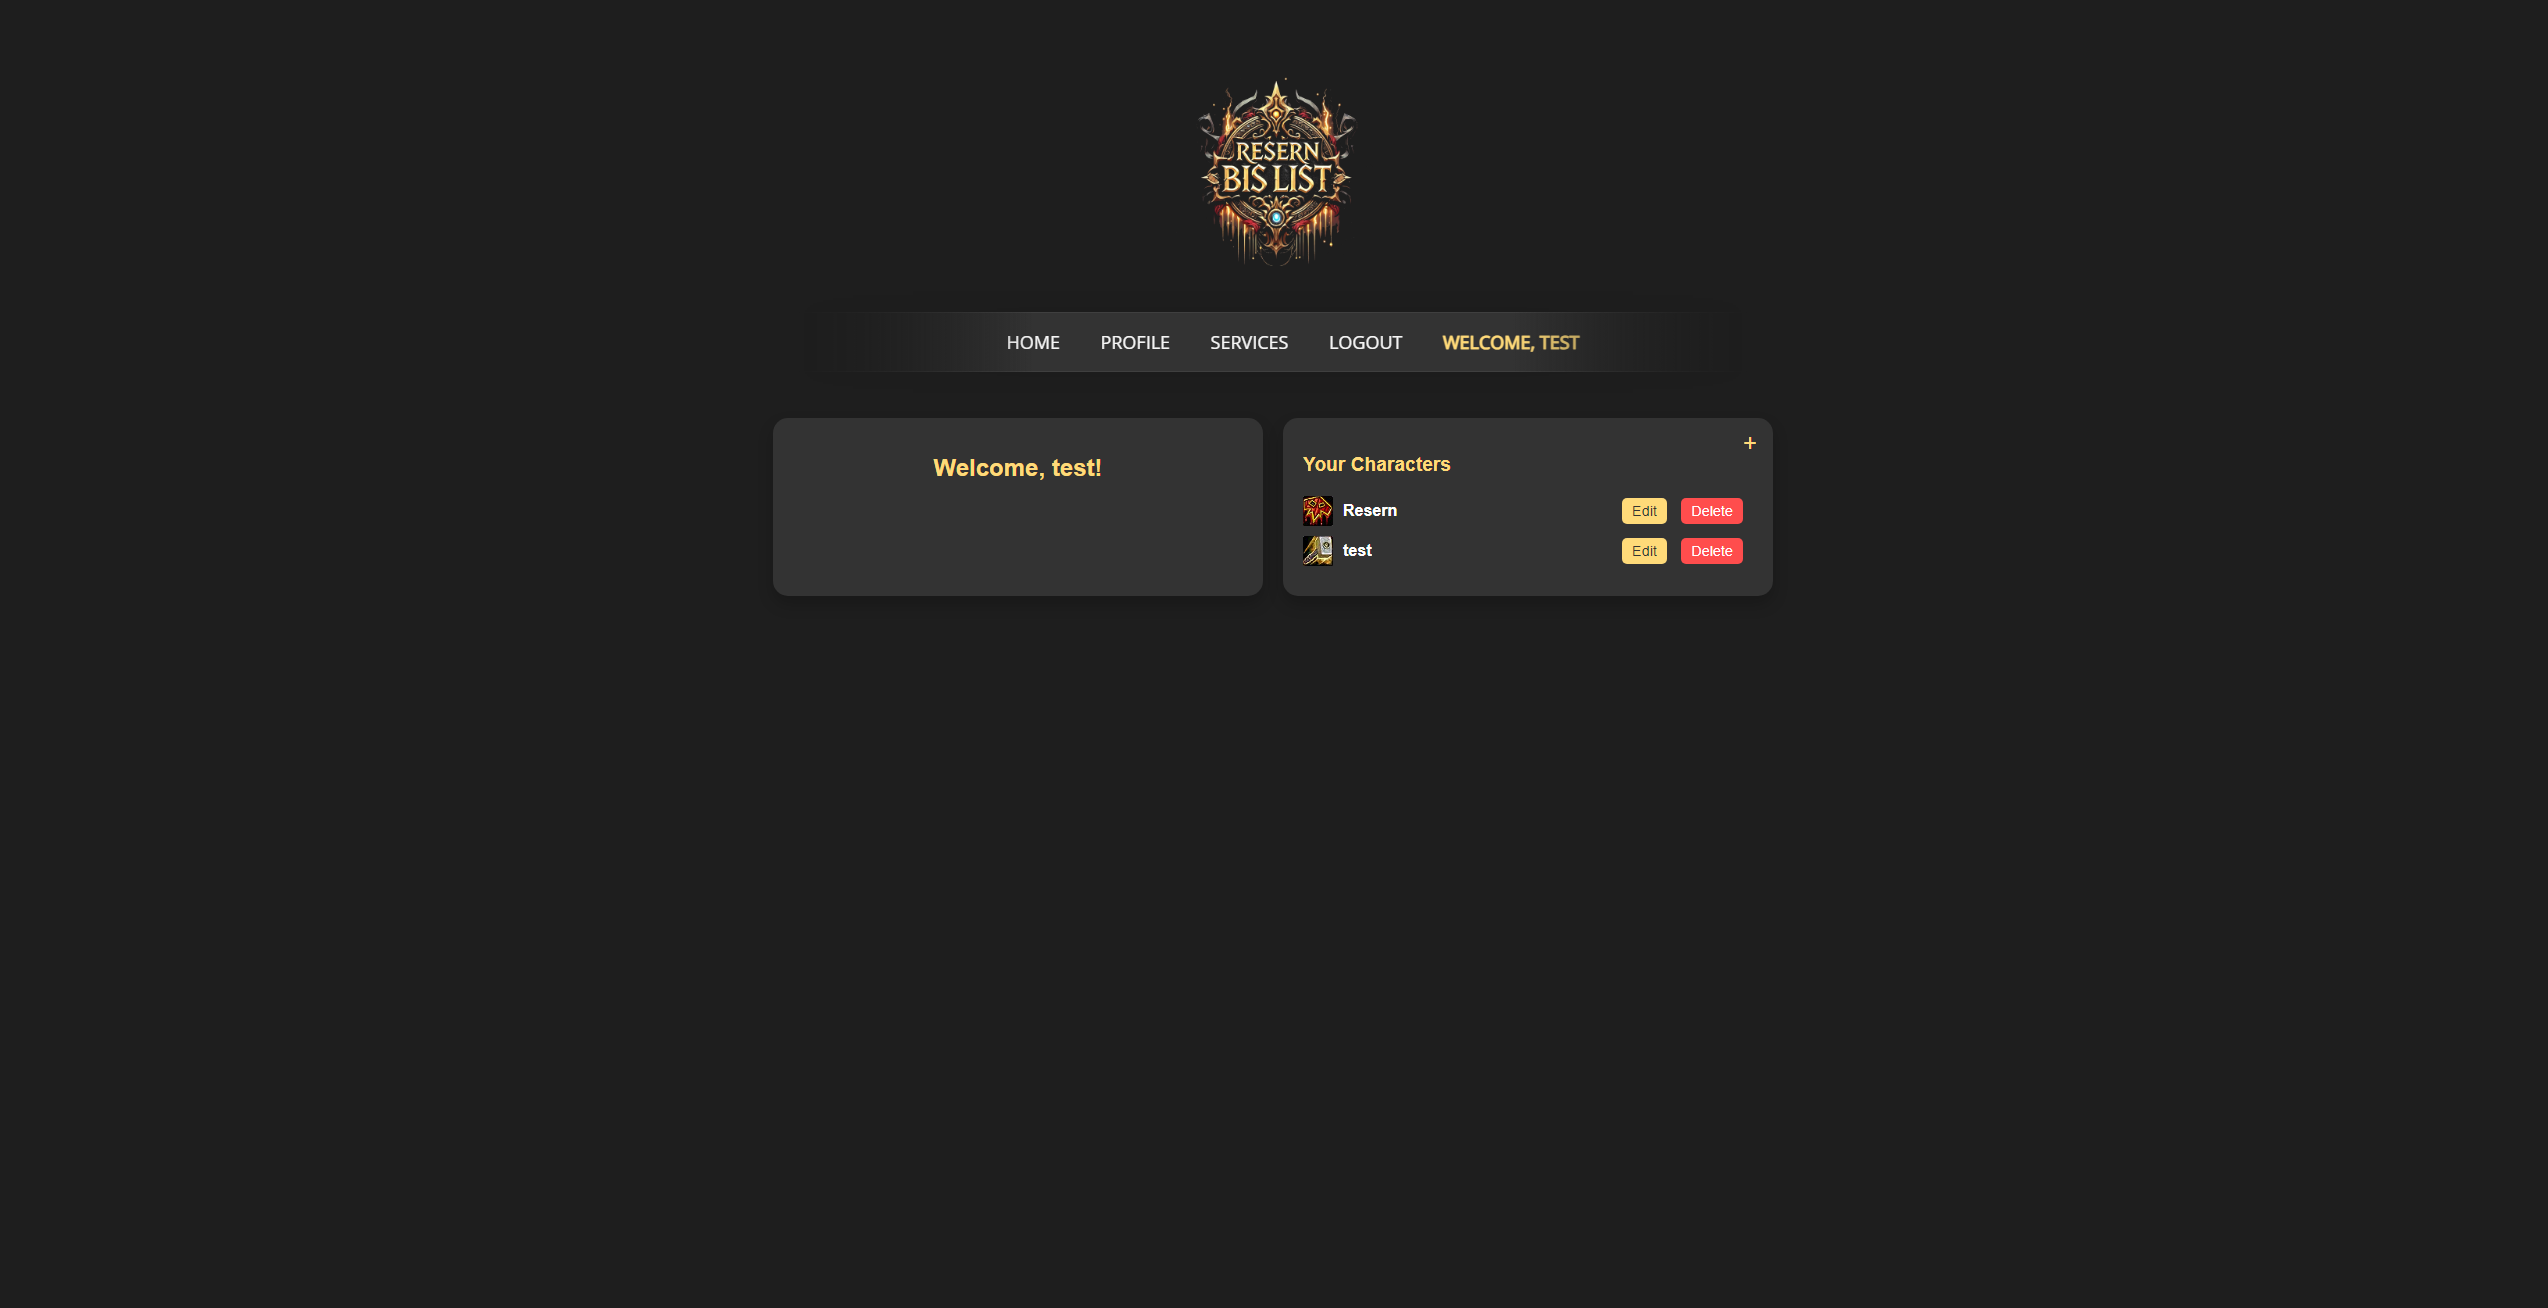 RESERN
BIS LIST
HOME PROFILE SERVICES LOGOUT WELCOME, TEST
Welcome, test!
+
Your Characters
Resern Edit Delete
test Edit Delete